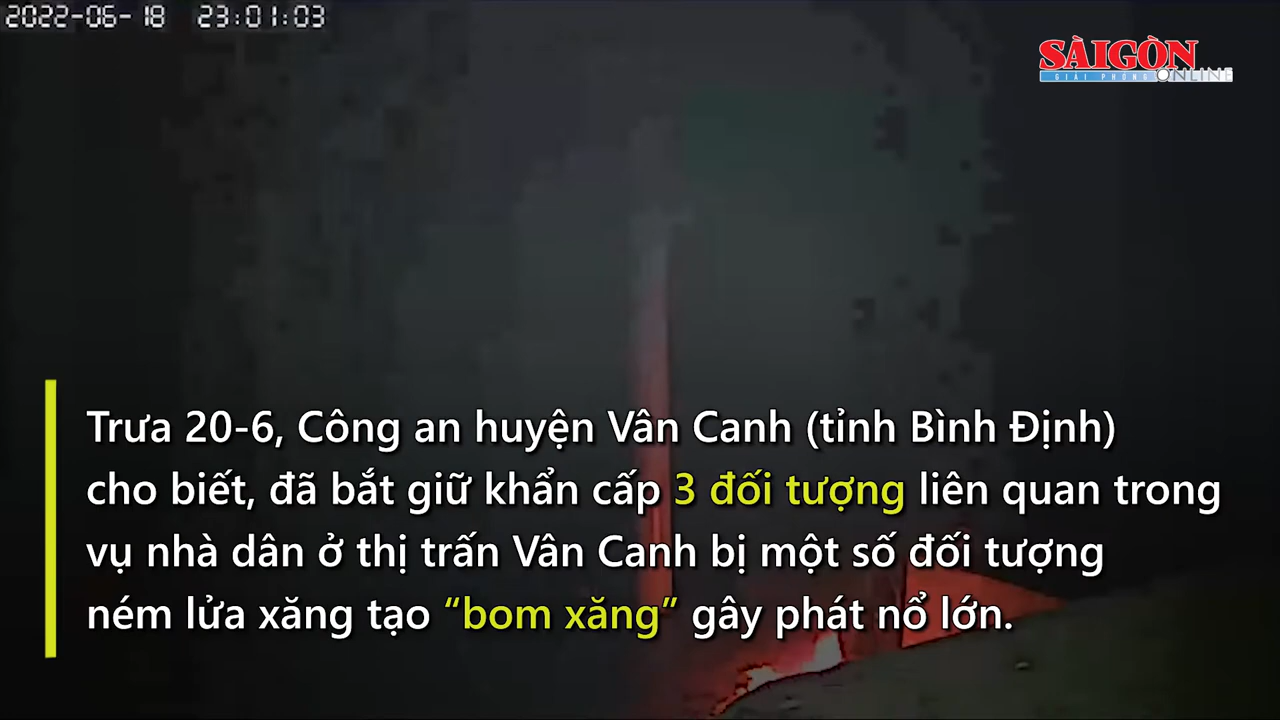 2022-06-18 23:01:03
SÀIGÒN
GIẢI PHÓNG ONLINE
Trưa 20-6, Công an huyện Vân Canh (tỉnh Bình Định)
cho biết, đã bắt giữ khẩn cấp 3 đối tượng liên quan trong
vụ nhà dân ở thị trấn Vân Canh bị một số đối tượng
ném lửa xăng tạo “bom xăng” gây phát nổ lớn.